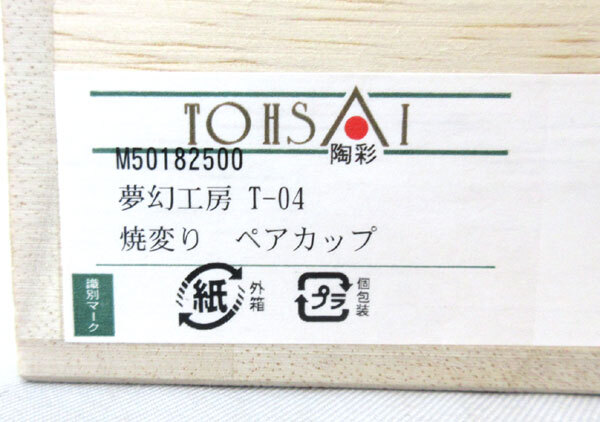 TOHSAI
陶彩
M50182500
夢幻工房 T-04
焼変り ペアカップ
識別マーク
紙 外箱
プラ 個包装